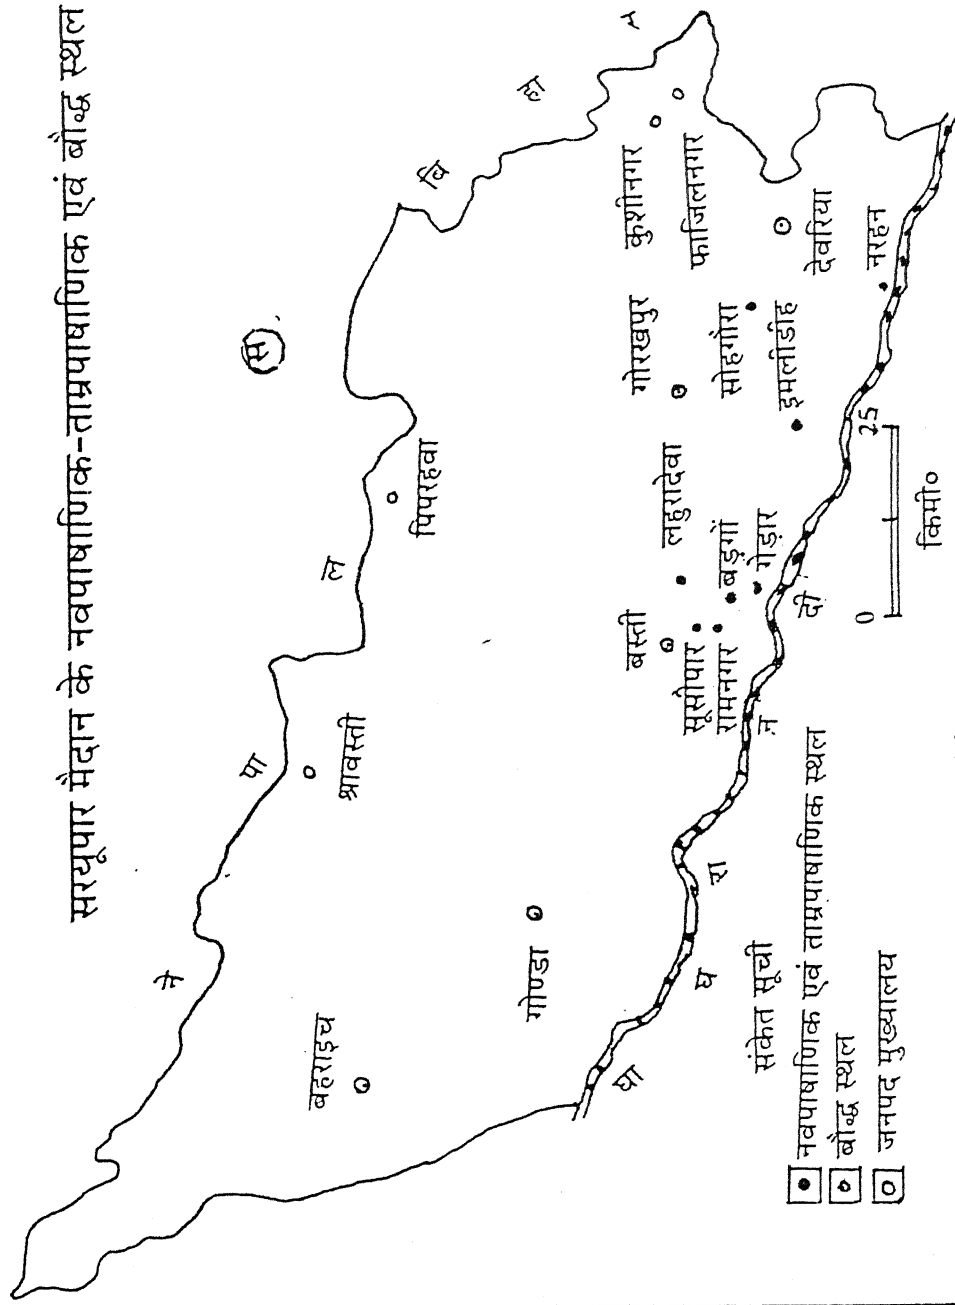 सरयूपार मैदान के नवपाषाणिक-ताम्रपाषाणिक एवं बौद्ध स्थल
स
ने
पा
ल
बि
हा
र
बहराइच
श्रावस्ती
पिपरहवा
गोण्डा
बस्ती
लहुरादेवा
गोरखपुर
कुशीनगर
फाजिलनगर
सूसीपार
रामनगर
बड़गाँ
गेड़ार
सोहगौरा
इमलीडीह
देवरिया
नरहन
घा
घ
रा
न
दी
संकेत सूची
नवपाषाणिक एवं ताम्रपाषाणिक स्थल
बौद्ध स्थल
जनपद मुख्यालय
0 25
किमी०